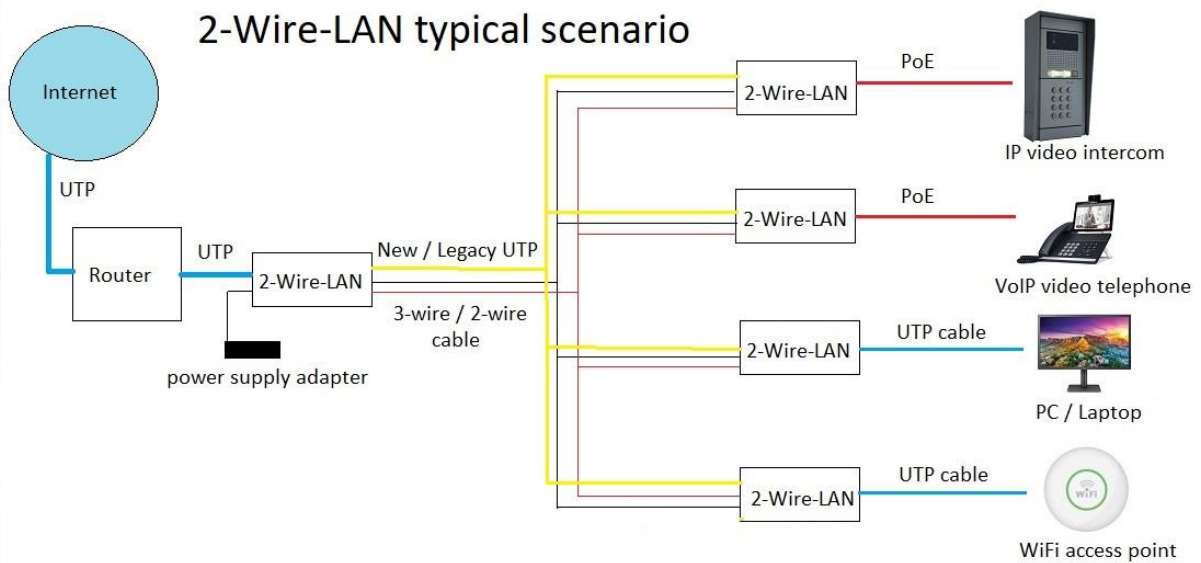 2-Wire-LAN typical scenario
Internet
UTP
Router
UTP
2-Wire-LAN
power supply adapter
New / Legacy UTP
3-wire / 2-wire
cable
2-Wire-LAN
PoE
IP video intercom
2-Wire-LAN
PoE
VoIP video telephone
2-Wire-LAN
UTP cable
PC / Laptop
2-Wire-LAN
UTP cable
WiFi
WiFi access point